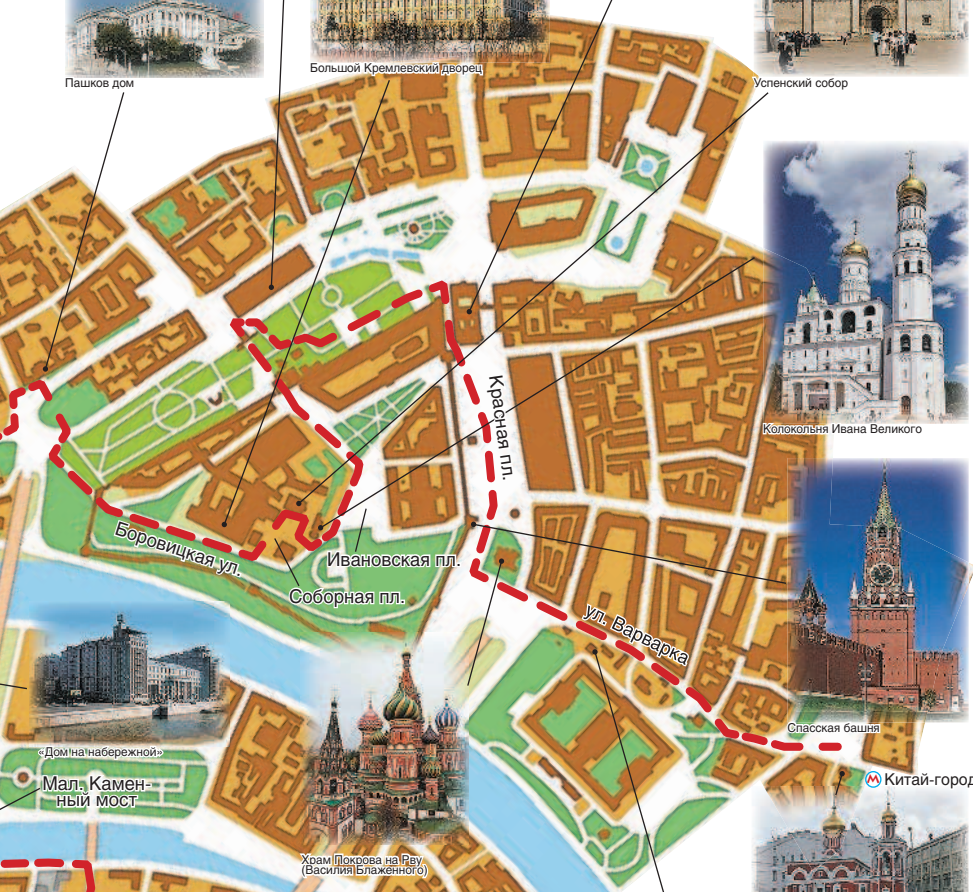 Пашков дом
Большой Кремлевский дворец
Успенский собор
Колокольня Ивана Великого
Красная пл.
Боровицкая ул.
Ивановская пл.
Соборная пл.
ул. Варварка
Спасская башня
«Дом на набережной»
М Китай-город
Мал. Камен-
ный мост
Храм Покрова на Рву
(Василия Блаженного)